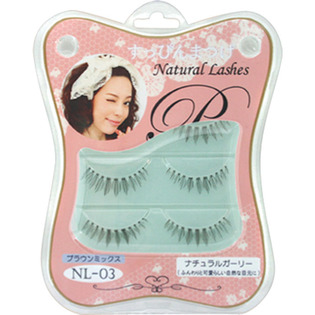 すっぴんまつげ
Natural Lashes
P
ブラウンミックス
NL-03
ナチュラルガーリー
(ふんわりと可愛らしい自然な目元に)